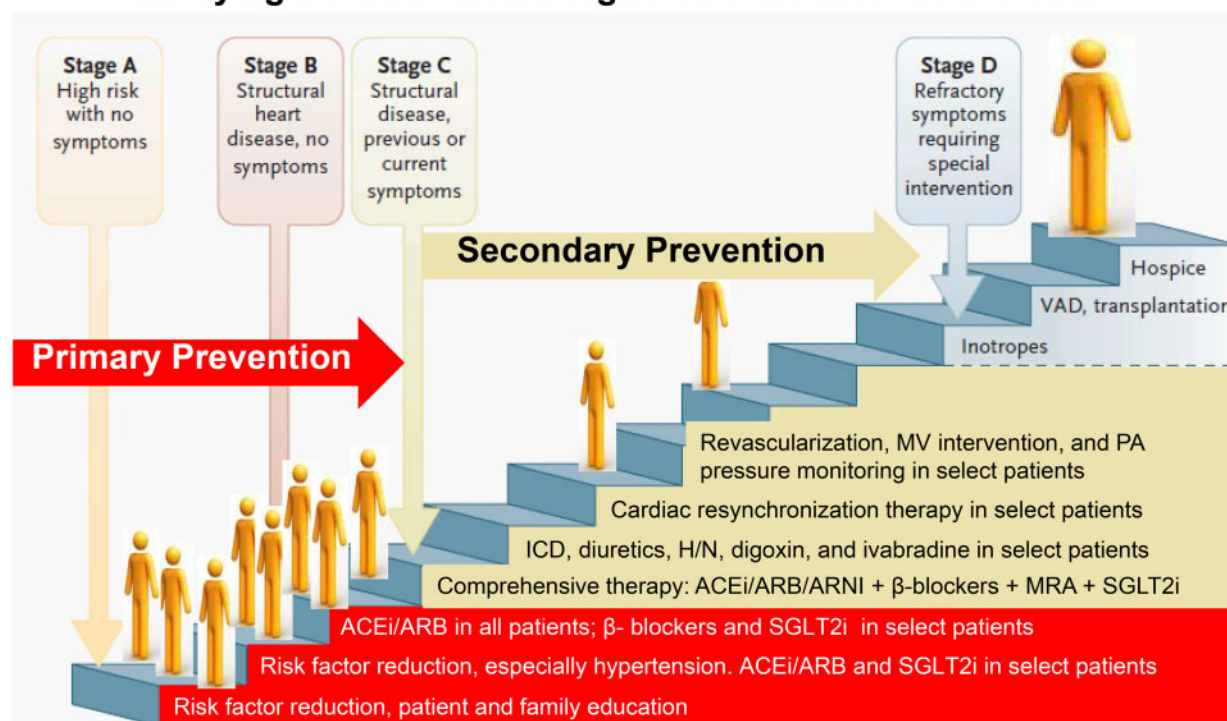 Stage A
High risk
with no
symptoms
Stage B
Structural
heart
disease, no
symptoms
Stage C
Structural
disease,
previous or
current
symptoms
Stage D
Refractory
symptoms
requiring
special
intervention
Secondary Prevention
Primary Prevention
Hospice
VAD, transplantation
Inotropes
Revascularization, MV intervention, and PA
pressure monitoring in select patients
Cardiac resynchronization therapy in select patients
ICD, diuretics, H/N, digoxin, and ivabradine in select patients
Comprehensive therapy: ACEi/ARB/ARNI + β-blockers + MRA + SGLT2i
ACEi/ARB in all patients; β- blockers and SGLT2i in select patients
Risk factor reduction, especially hypertension. ACEi/ARB and SGLT2i in select patients
Risk factor reduction, patient and family education